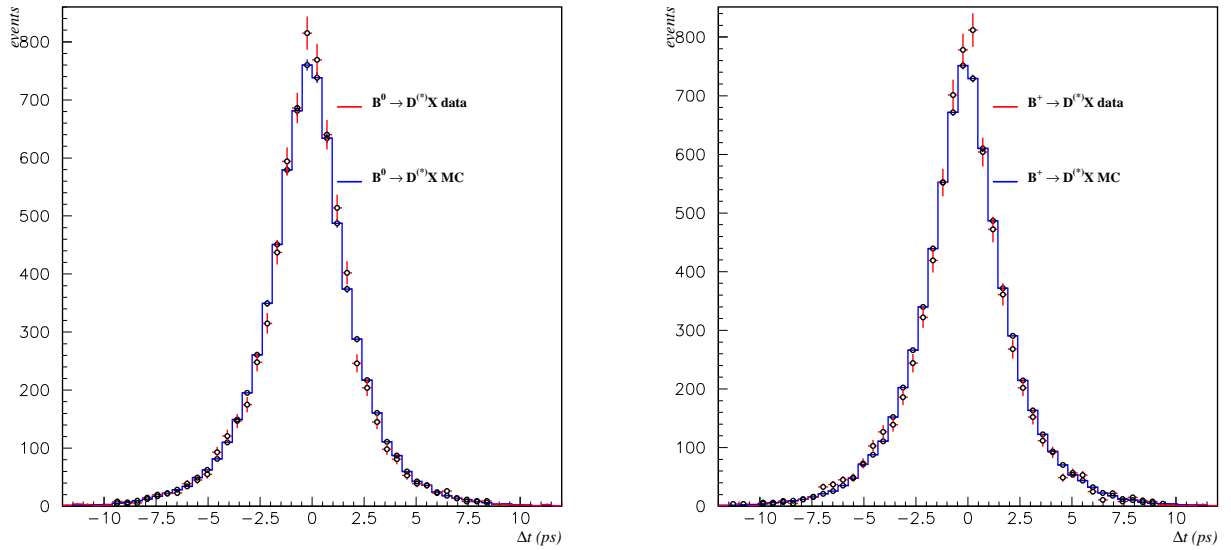 events
800
700
600
500
400
300
200
100
0
B⁰ → D⁽*⁾X data
B⁰ → D⁽*⁾X MC
−10 −7.5 −5 −2.5 0 2.5 5 7.5 10
Δt (ps)
events
800
700
600
500
400
300
200
100
0
B⁺ → D⁽*⁾X data
B⁺ → D⁽*⁾X MC
−10 −7.5 −5 −2.5 0 2.5 5 7.5 10
Δt (ps)